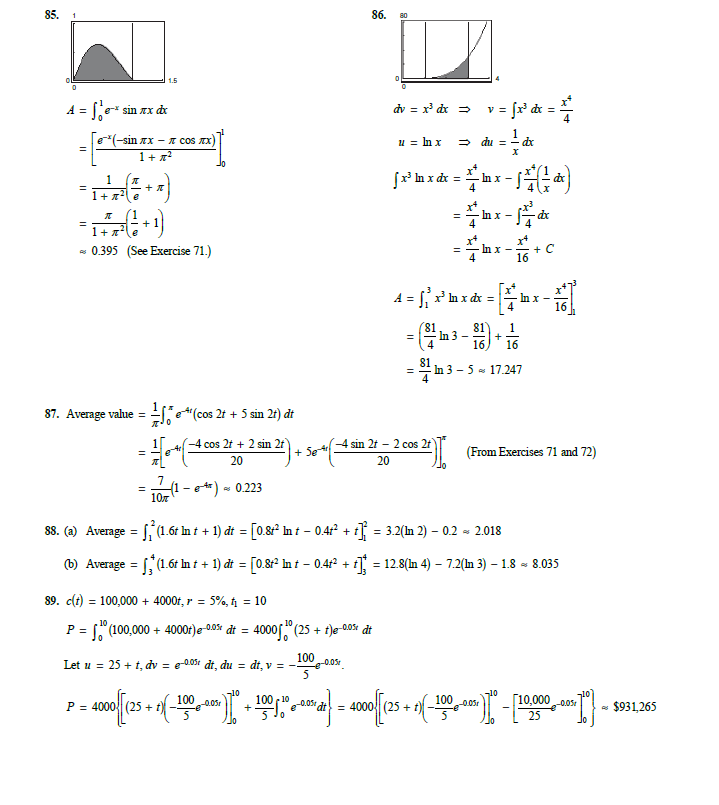 85.
1
0
0
1.5
A = ∫₀¹ e⁻ˣ sin πx dx
= [e⁻ˣ(−sin πx − π cos πx) / (1 + π²)]₀¹
= 1/(1 + π²) (π/e + π)
= π/(1 + π²) (1/e + 1)
≈ 0.395 (See Exercise 71.)
86.
80
0
0
4
dv = x³ dx ⇒ v = ∫x³ dx = x⁴/4
u = ln x ⇒ du = 1/x dx
∫x³ ln x dx = x⁴/4 ln x − ∫ x⁴/4 (1/x dx)
= x⁴/4 ln x − ∫ x³/4 dx
= x⁴/4 ln x − x⁴/16 + C
A = ∫₁³ x³ ln x dx = [x⁴/4 ln x − x⁴/16]₁³
= (81/4 ln 3 − 81/16) + 1/16
= 81/4 ln 3 − 5 ≈ 17.247
87. Average value = 1/π ∫₀^π e⁻⁴ᵗ(cos 2t + 5 sin 2t) dt
= 1/π [e⁻⁴ᵗ((−4 cos 2t + 2 sin 2t)/20) + 5e⁻⁴ᵗ((−4 sin 2t − 2 cos 2t)/20)]₀^π (From Exercises 71 and 72)
= 7/(10π) (1 − e^(−4π)) ≈ 0.223
88. (a) Average = ∫₁² (1.6t ln t + 1) dt = [0.8t² ln t − 0.4t² + t]₁² = 3.2(ln 2) − 0.2 ≈ 2.018
(b) Average = ∫₃⁴ (1.6t ln t + 1) dt = [0.8t² ln t − 0.4t² + t]₃⁴ = 12.8(ln 4) − 7.2(ln 3) − 1.8 ≈ 8.035
89. c(t) = 100,000 + 4000t, r = 5%, t₁ = 10
P = ∫₀¹⁰ (100,000 + 4000t)e^(−0.05t) dt = 4000∫₀¹⁰ (25 + t)e^(−0.05t) dt
Let u = 25 + t, dv = e^(−0.05t) dt, du = dt, v = −100/5 e^(−0.05t).
P = 4000{[(25 + t)(−100/5 e^(−0.05t))]₀¹⁰ + 100/5 ∫₀¹⁰ e^(−0.05t) dt} = 4000{[(25 + t)(−100/5 e^(−0.05t))]₀¹⁰ − [10,000/25 e^(−0.05t)]₀¹⁰} ≈ $931,265